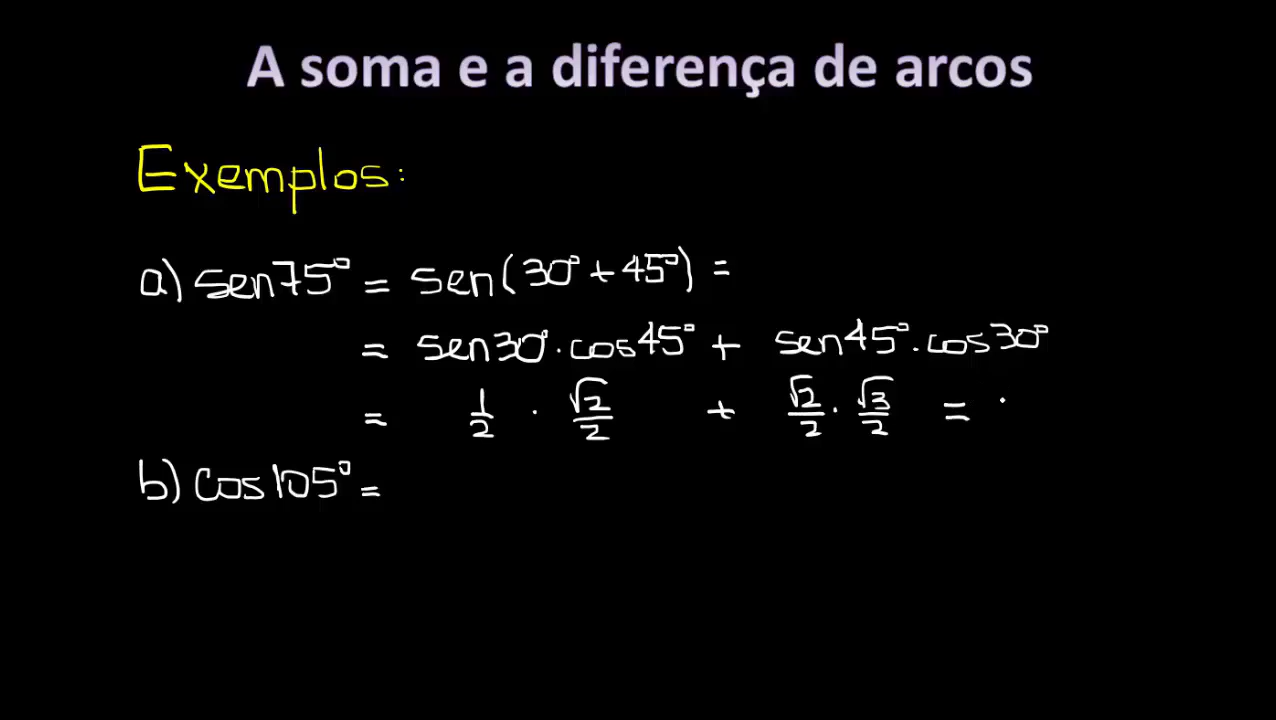 A soma e a diferença de arcos
Exemplos:
a) sen75° = sen(30° + 45°) =
= sen30° · cos45° + sen45° · cos30°
= 1/2 · √2/2 + √2/2 · √3/2 =
b) cos105° =